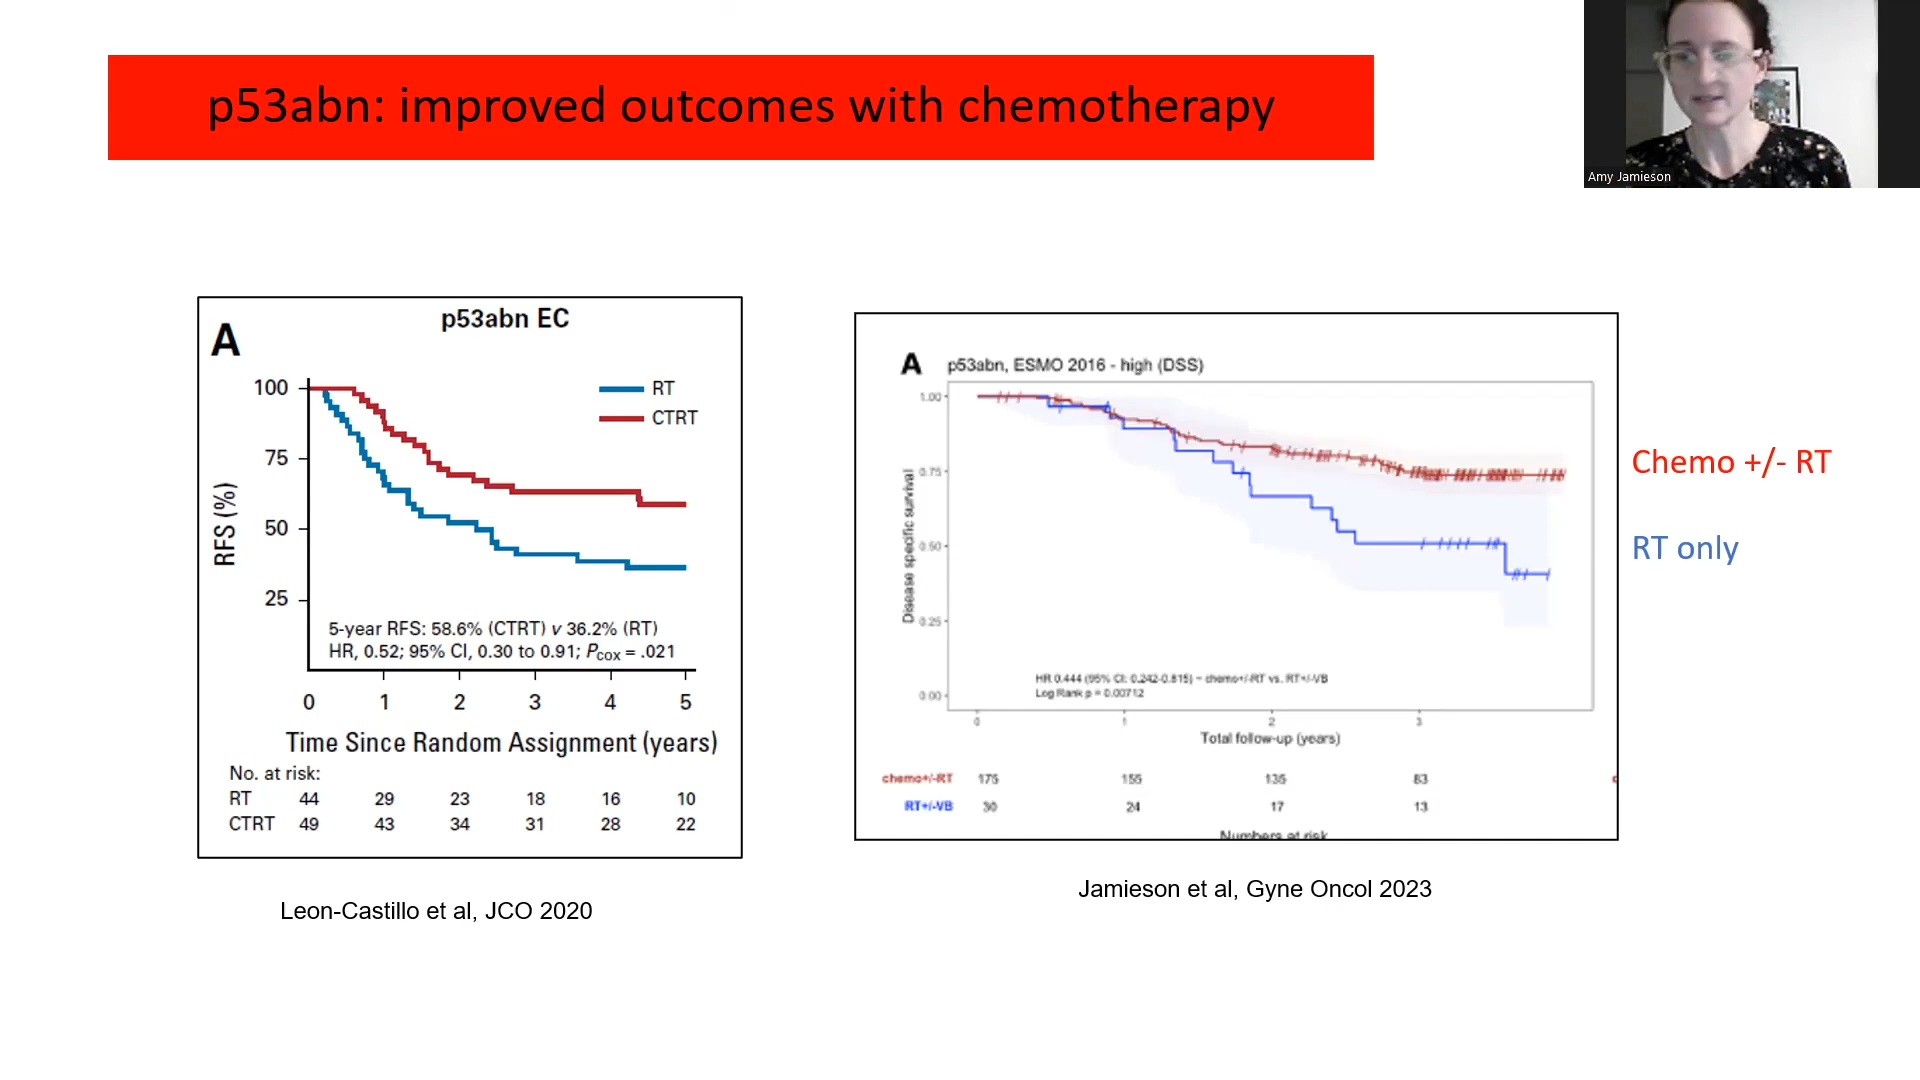 p53abn: improved outcomes with chemotherapy
Amy Jamieson
p53abn EC
A
100
75
50
25
RFS (%)
RT
CTRT
5-year RFS: 58.6% (CTRT) v 36.2% (RT)
HR, 0.52; 95% CI, 0.30 to 0.91; Pcox = .021
0 1 2 3 4 5
Time Since Random Assignment (years)
No. at risk:
RT 44 29 23 18 16 10
CTRT 49 43 34 31 28 22
Leon-Castillo et al, JCO 2020
A p53abn, ESMO 2016 - high (DSS)
1.00
0.75
0.50
0.25
0.00
Disease specific survival
HR 0.444 (95% CI: 0.242-0.815) - chemo+/-RT vs. RT+/-VB
Log Rank p = 0.00712
0 1 2 3
Total follow-up (years)
chemo+/-RT 175 155 135 83
RT+/-VB 30 24 17 13
Numbers at risk
Chemo +/- RT
RT only
Jamieson et al, Gyne Oncol 2023